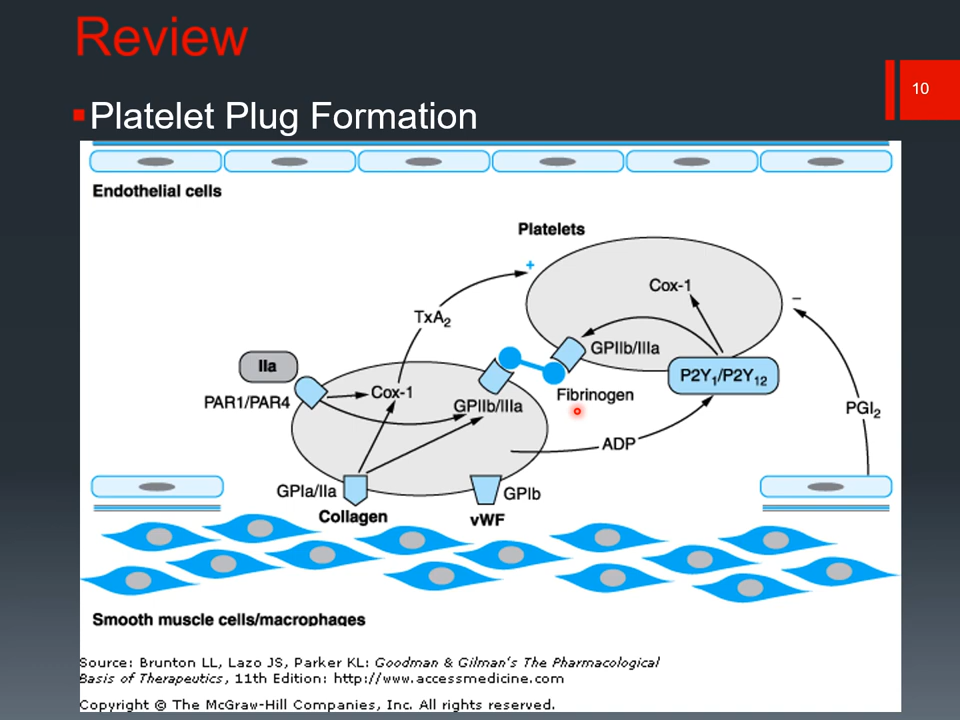 Review
10
Platelet Plug Formation
Endothelial cells
Platelets
+
Cox-1
–
TxA2
GPIIb/IIIa
IIa
P2Y1/P2Y12
PAR1/PAR4
Cox-1
GPIIb/IIIa
Fibrinogen
PGI2
ADP
GPIa/IIa
GPIb
Collagen
vWF
Smooth muscle cells/macrophages
Source: Brunton LL, Lazo JS, Parker KL: Goodman & Gilman's The Pharmacological
Basis of Therapeutics, 11th Edition: http://www.accessmedicine.com
Copyright © The McGraw-Hill Companies, Inc. All rights reserved.